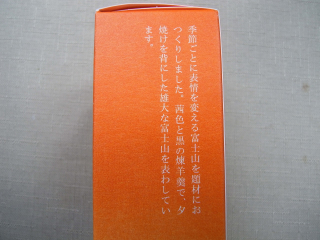 季節ごとに表情を変える富士山を題材にお
つくりしました。茜色と黒の煉羊羹で、夕
焼けを背にした雄大な富士山を表わしてい
ます。